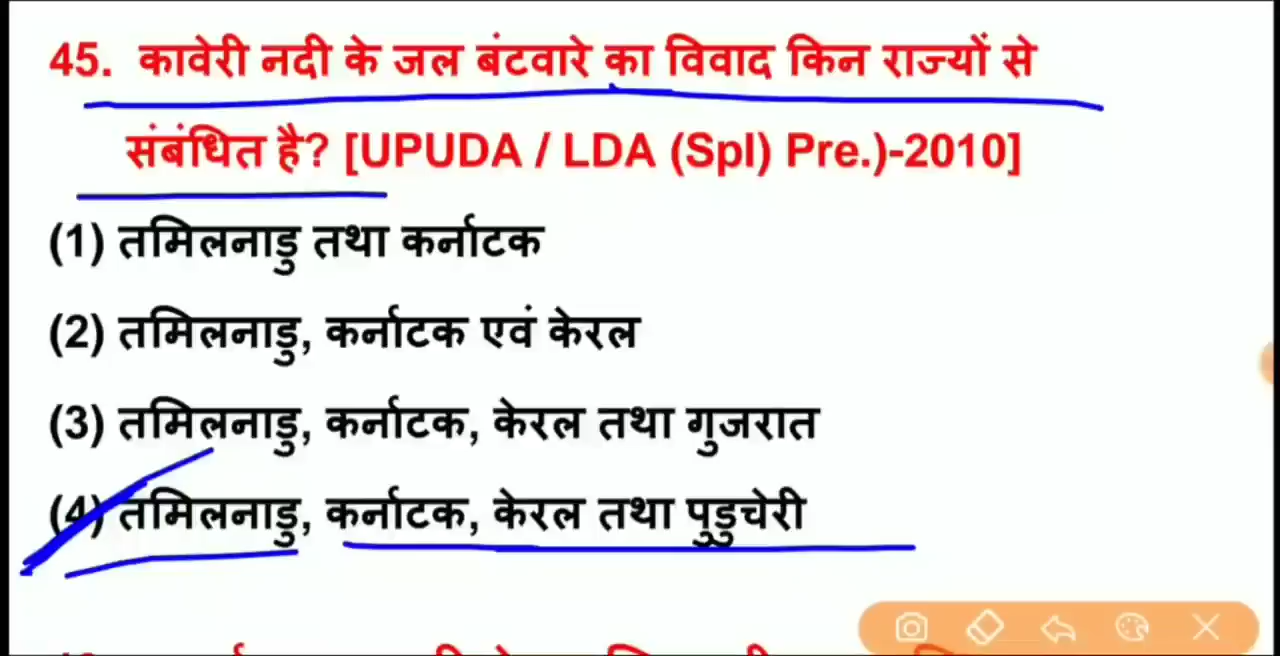 45. कावेरी नदी के जल बंटवारे का विवाद किन राज्यों से
संबंधित है? [UPUDA / LDA (Spl) Pre.)-2010]
(1) तमिलनाडु तथा कर्नाटक
(2) तमिलनाडु, कर्नाटक एवं केरल
(3) तमिलनाडु, कर्नाटक, केरल तथा गुजरात
(4) तमिलनाडु, कर्नाटक, केरल तथा पुडुचेरी